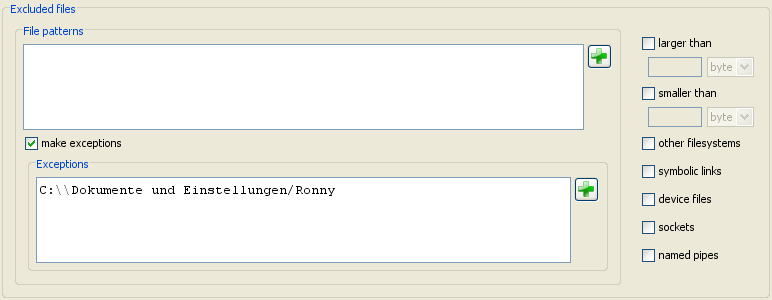 Excluded files
File patterns
make exceptions
Exceptions
C:\\Dokumente und Einstellungen/Ronny
larger than
byte
smaller than
byte
other filesystems
symbolic links
device files
sockets
named pipes